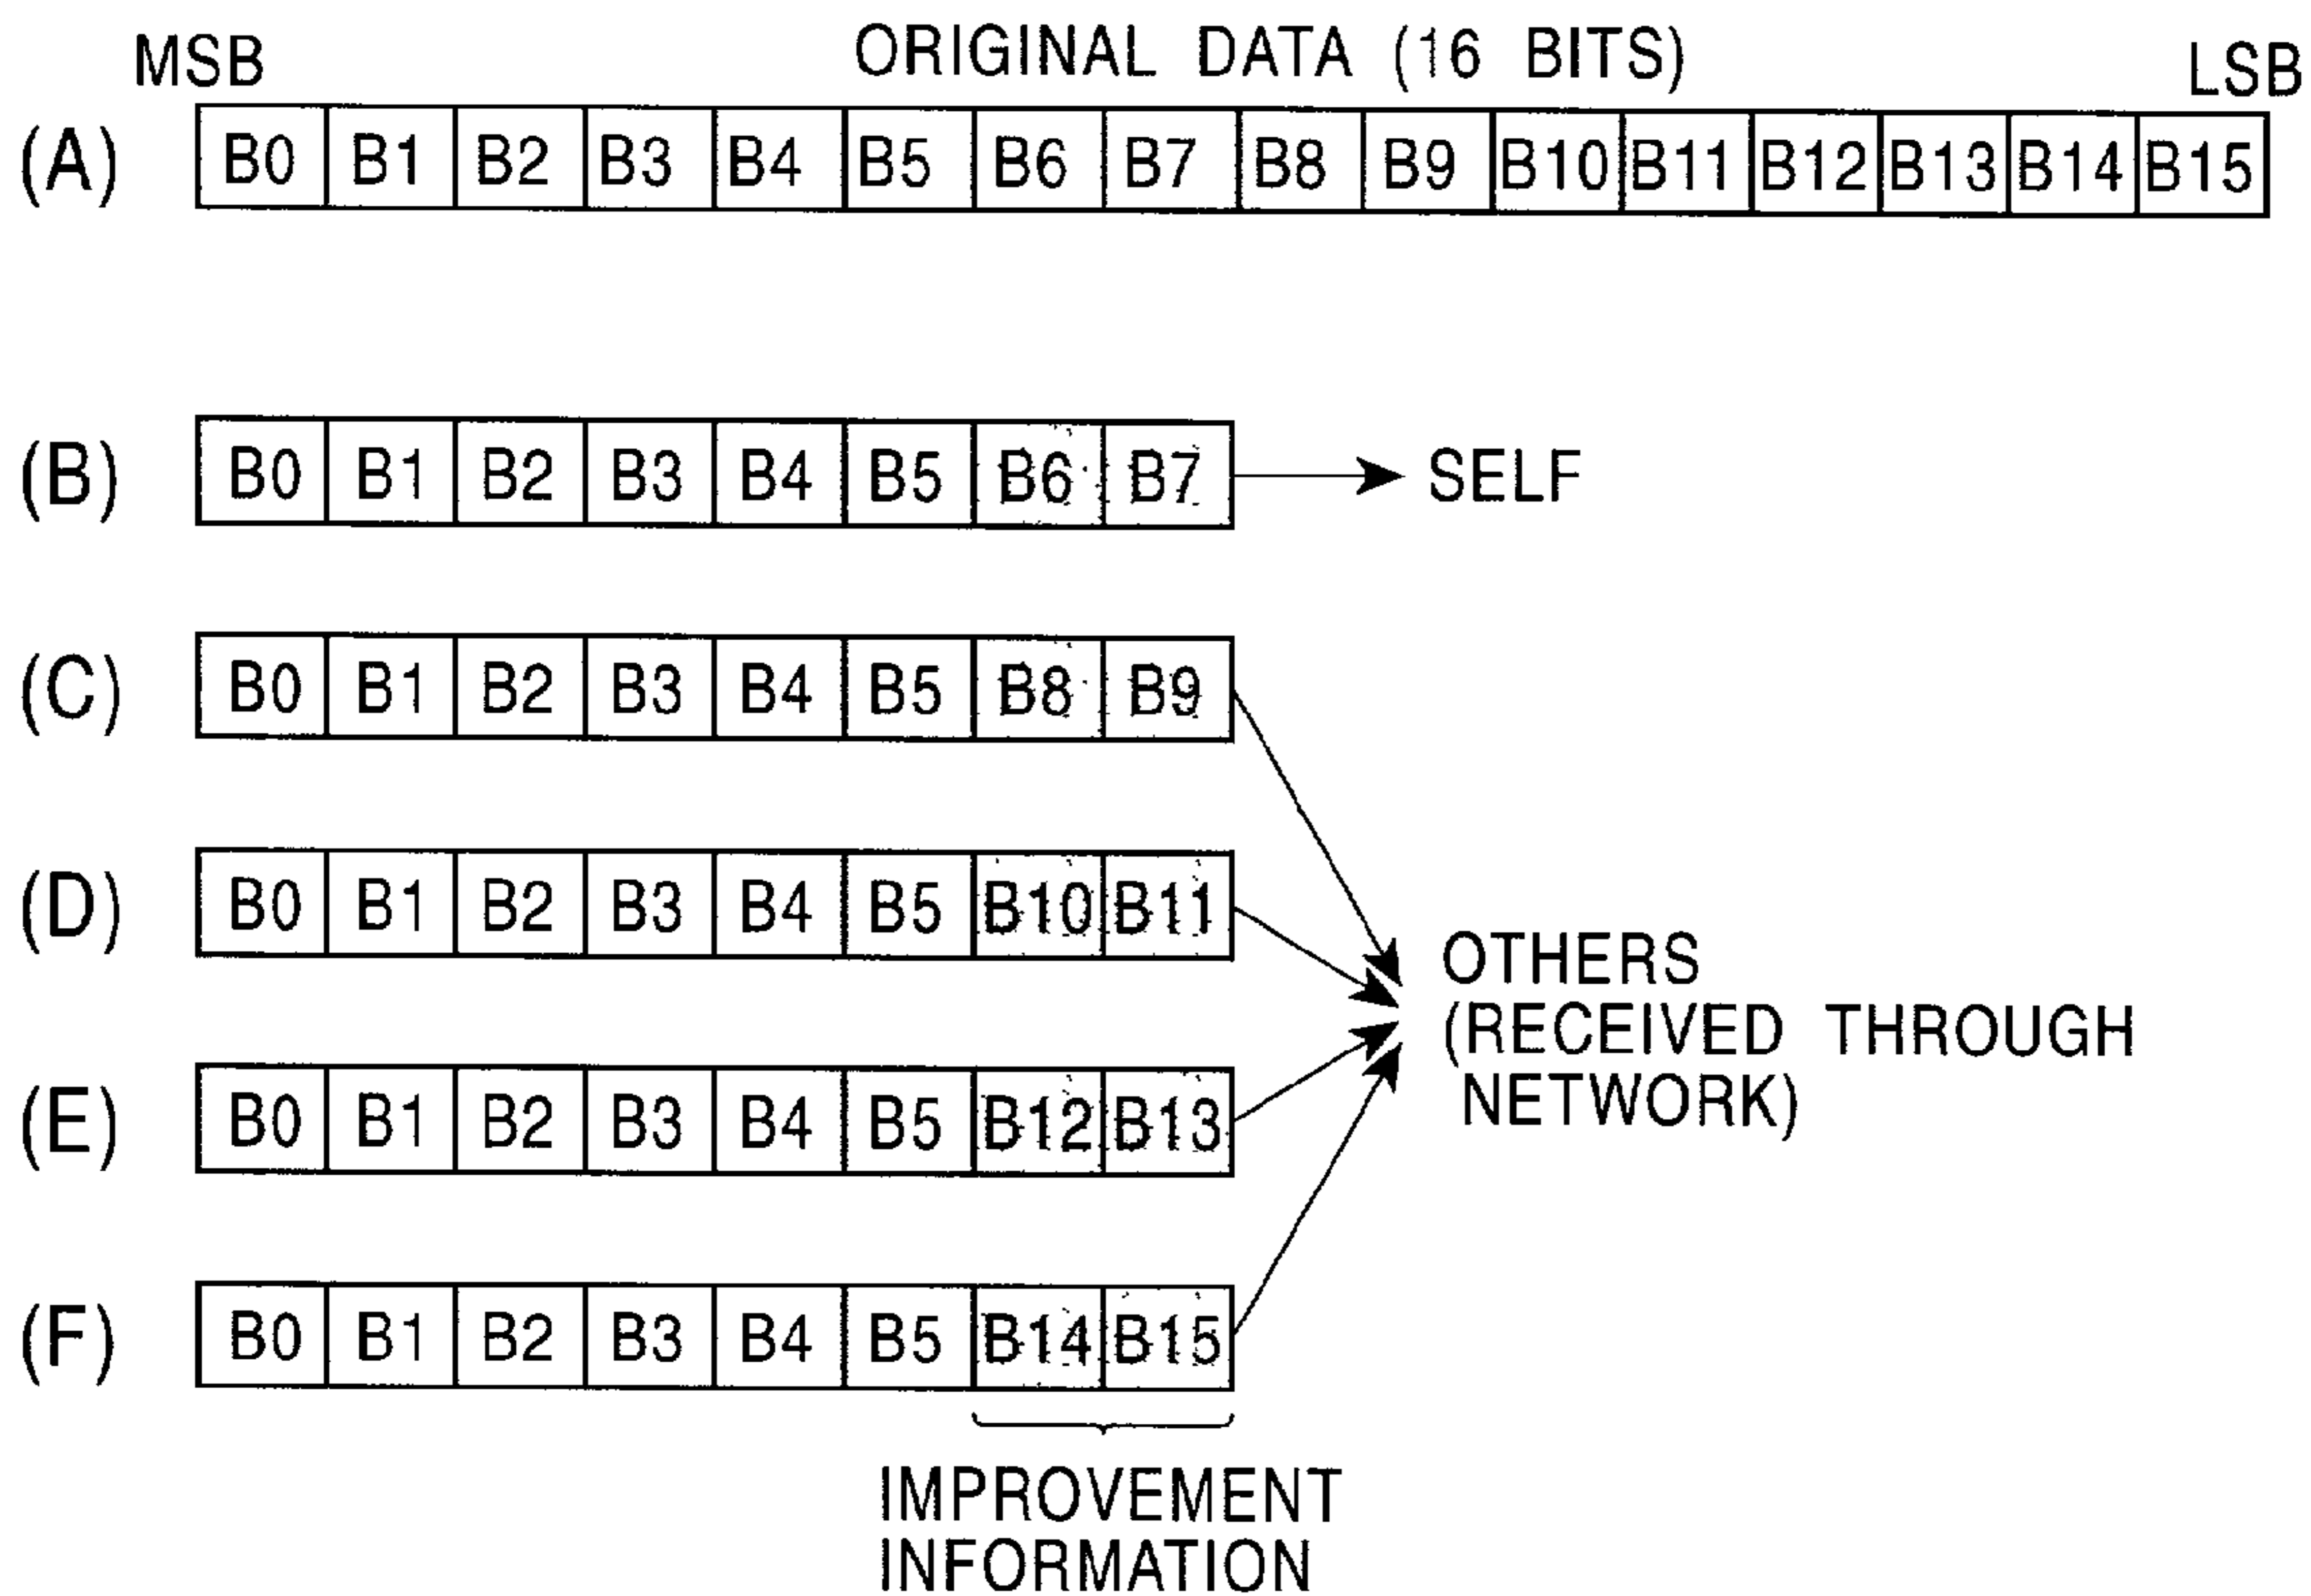 MSB ORIGINAL DATA (16 BITS) LSB
(A) B0 B1 B2 B3 B4 B5 B6 B7 B8 B9 B10 B11 B12 B13 B14 B15
(B) B0 B1 B2 B3 B4 B5 B6 B7 SELF
(C) B0 B1 B2 B3 B4 B5 B8 B9
(D) B0 B1 B2 B3 B4 B5 B10 B11
OTHERS
(RECEIVED THROUGH
NETWORK)
(E) B0 B1 B2 B3 B4 B5 B12 B13
(F) B0 B1 B2 B3 B4 B5 B14 B15
IMPROVEMENT
INFORMATION